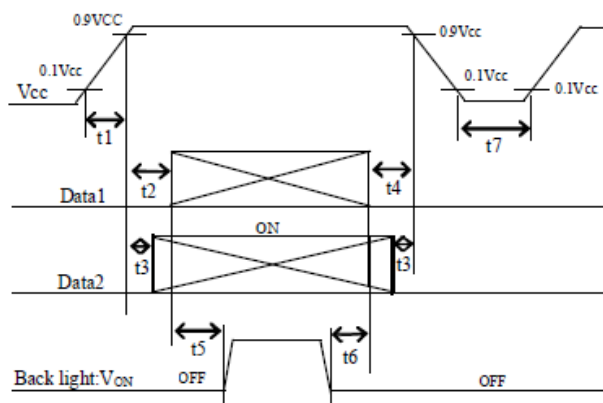 0.9VCC
0.9Vcc
0.1Vcc
0.1Vcc
0.1Vcc
Vcc
t1
t7
t2
t4
Data1
ON
t3
t3
Data2
t5
t6
Back light:VON OFF OFF